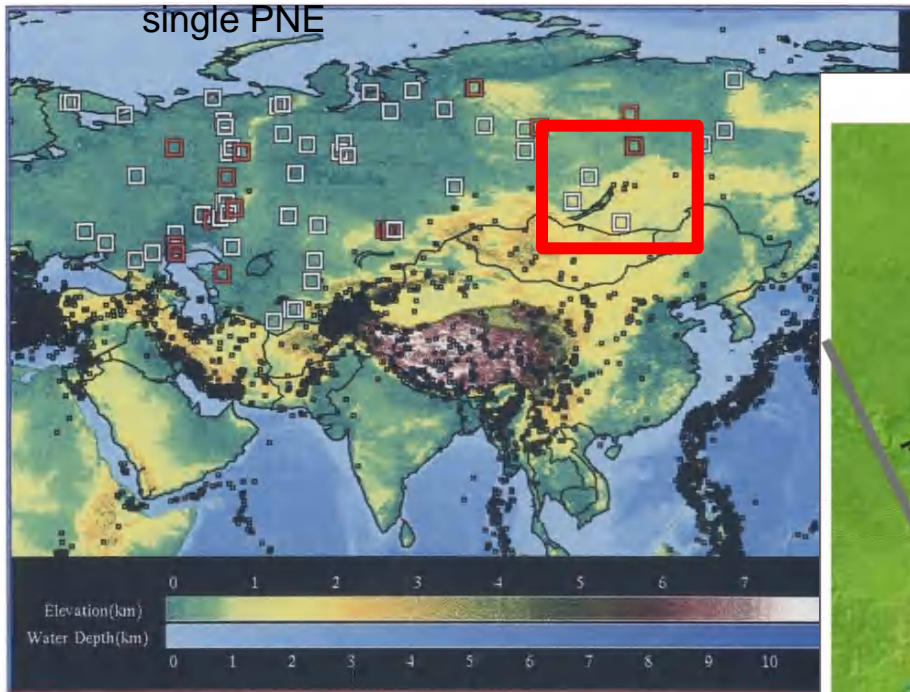 single PNE
0 1 2 3 4 5 6 7
Elevation(km)
Water Depth(km)
0 1 2 3 4 5 6 7 8 9 10